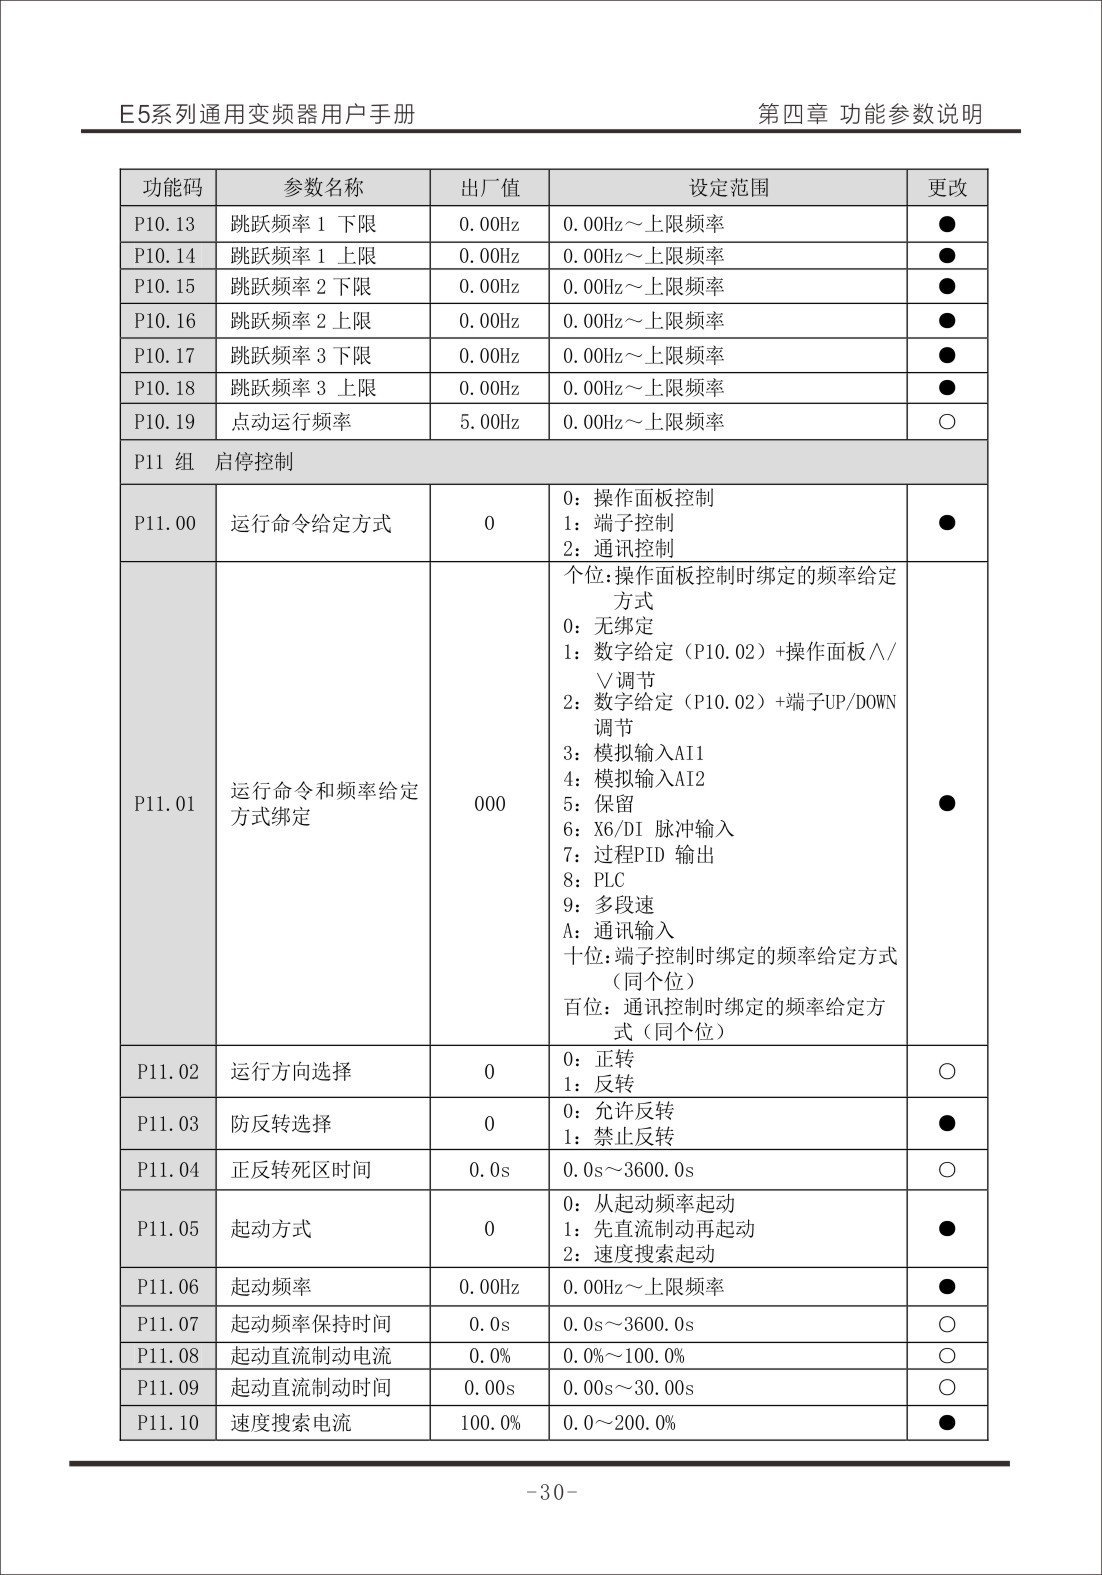 E5系列通用变频器用户手册 第四章 功能参数说明
功能码 参数名称 出厂值 设定范围 更改
P10.13 跳跃频率1 下限 0.00Hz 0.00Hz～上限频率 ●
P10.14 跳跃频率1 上限 0.00Hz 0.00Hz～上限频率 ●
P10.15 跳跃频率2下限 0.00Hz 0.00Hz～上限频率 ●
P10.16 跳跃频率2上限 0.00Hz 0.00Hz～上限频率 ●
P10.17 跳跃频率3下限 0.00Hz 0.00Hz～上限频率 ●
P10.18 跳跃频率3 上限 0.00Hz 0.00Hz～上限频率 ●
P10.19 点动运行频率 5.00Hz 0.00Hz～上限频率 ○
P11 组 启停控制
P11.00 运行命令给定方式 0
0：操作面板控制
1：端子控制
2：通讯控制
●
P11.01
运行命令和频率给定
方式绑定
000
个位：操作面板控制时绑定的频率给定
方式
0：无绑定
1：数字给定（P10.02）+操作面板∧/
∨调节
2：数字给定（P10.02）+端子UP/DOWN
调节
3：模拟输入AI1
4：模拟输入AI2
5：保留
6：X6/DI 脉冲输入
7：过程PID 输出
8：PLC
9：多段速
A：通讯输入
十位：端子控制时绑定的频率给定方式
（同个位）
百位：通讯控制时绑定的频率给定方
式（同个位）
●
P11.02 运行方向选择 0
0：正转
1：反转
○
P11.03 防反转选择 0
0：允许反转
1：禁止反转
●
P11.04 正反转死区时间 0.0s 0.0s～3600.0s ○
P11.05 起动方式 0
0：从起动频率起动
1：先直流制动再起动
2：速度搜索起动
●
P11.06 起动频率 0.00Hz 0.00Hz～上限频率 ●
P11.07 起动频率保持时间 0.0s 0.0s～3600.0s ○
P11.08 起动直流制动电流 0.0% 0.0%～100.0% ○
P11.09 起动直流制动时间 0.00s 0.00s～30.00s ○
P11.10 速度搜索电流 100.0% 0.0～200.0% ●
-30-